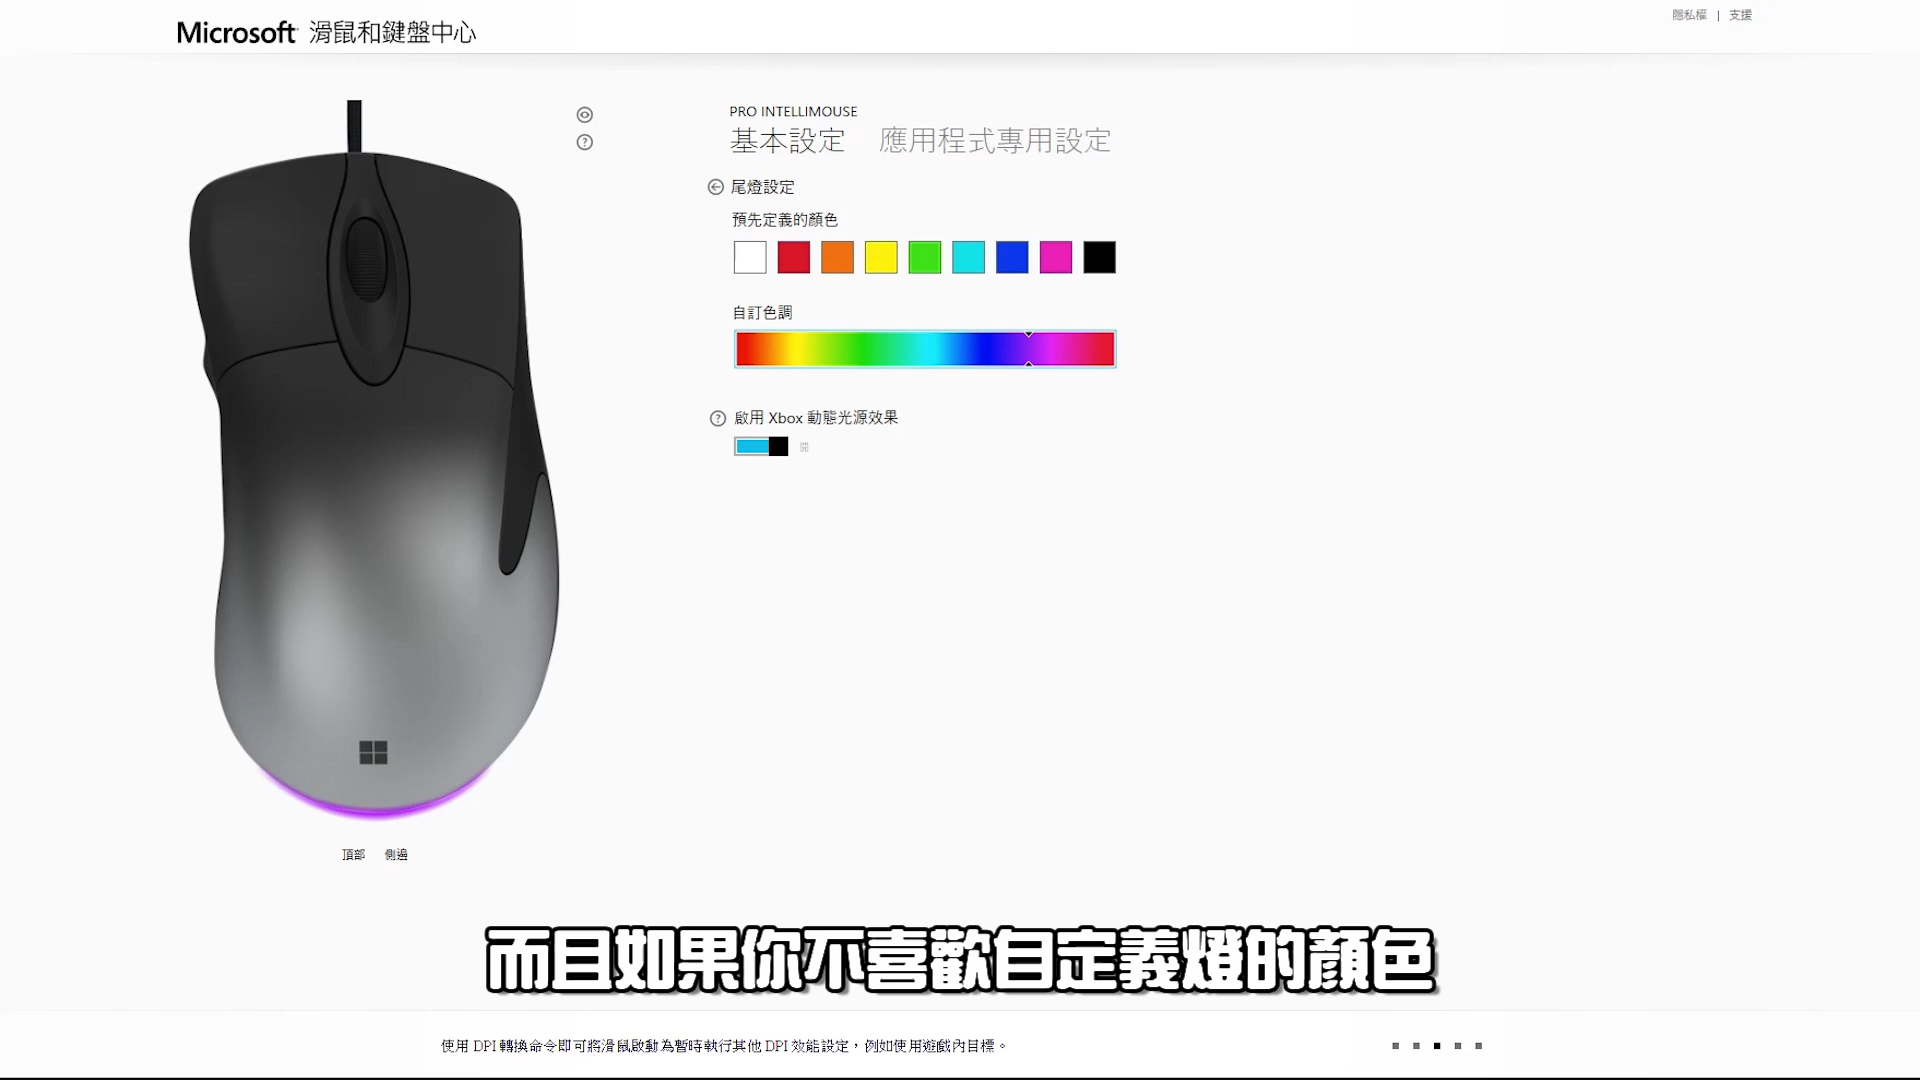 Microsoft 滑鼠和鍵盤中心
隱私權 | 支援
PRO INTELLIMOUSE
基本設定 應用程式專用設定
尾燈設定
預先定義的顏色
自訂色調
啟用 Xbox 動態光源效果
頂部 側邊
而且如果你不喜歡自定義燈的顏色
使用 DPI 轉換命令即可將滑鼠啟動為暫時執行其他 DPI 效能設定，例如使用遊戲內目標。